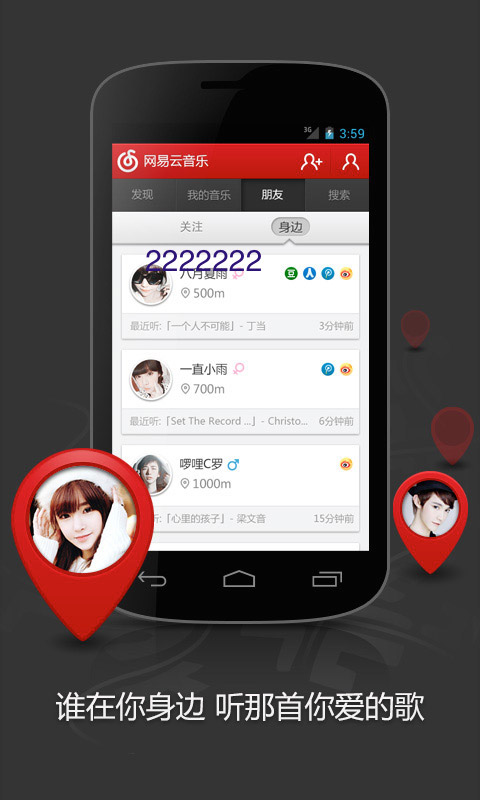 3G 3:59
网易云音乐
发现 我的音乐 朋友 搜索
关注 身边
2222222
八月夏雨
豆 人
500m
最近听:「一个人不可能」- 丁当 3分钟前
一直小雨
700m
最近听:「Set The Record ...」- Christo... 6分钟前
啰哩C罗
1000m
听:「心里的孩子」- 梁文音 15分钟前
谁在你身边 听那首你爱的歌